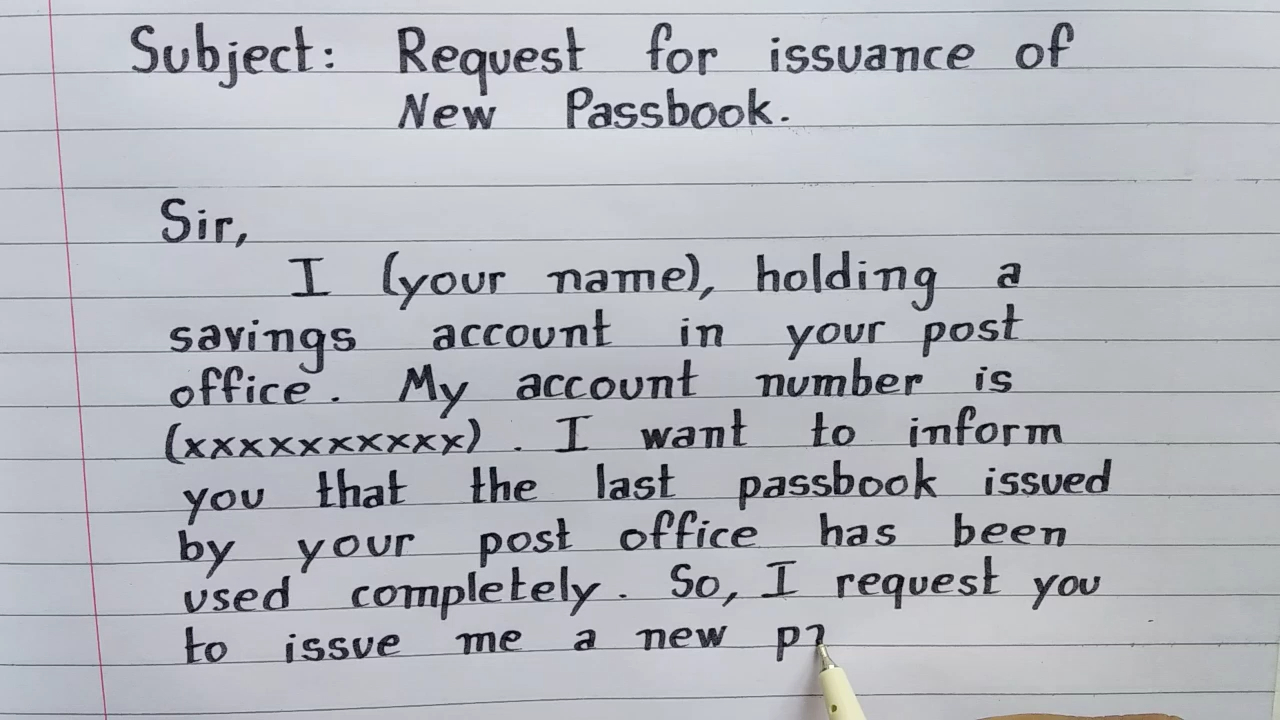 Subject: Request for issuance of
New Passbook.
Sir,
I (your name), holding a
savings account in your post
office. My account number is
(xxxxxxxxxx). I want to inform
you that the last passbook issued
by your post office has been
used completely. So, I request you
to issue me a new